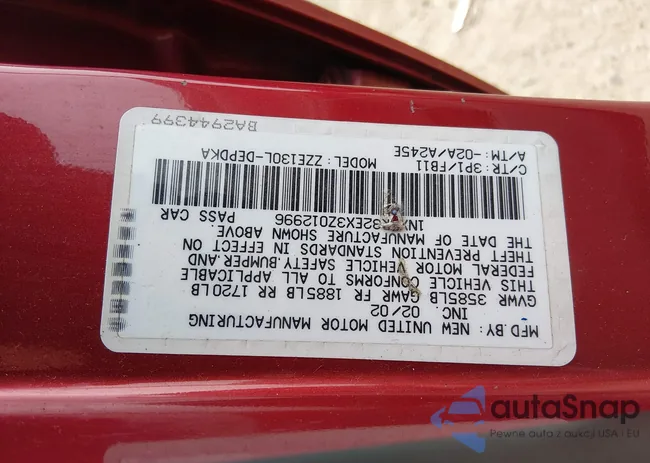 MFD.BY: NEW UNITED MOTOR MANUFACTURING
INC. 02/02
GVWR 3585LB GAWR FR 1885LB RR 1720LB
THIS VEHICLE CONFORMS TO ALL APPLICABLE
FEDERAL MOTOR VEHICLE SAFETY.BUMPER.AND
THEFT PREVENTION STANDARDS IN EFFECT ON
THE DATE OF MANUFACTURE SHOWN ABOVE.
32EX3Z012996 PASS CAR
C/TR: 3P1/FB11 MODEL: ZZE130L-DEPDKA
A/TM: -02A/A245E
BA2944399
autaSnap
Pewne auta z aukcji USA - EU